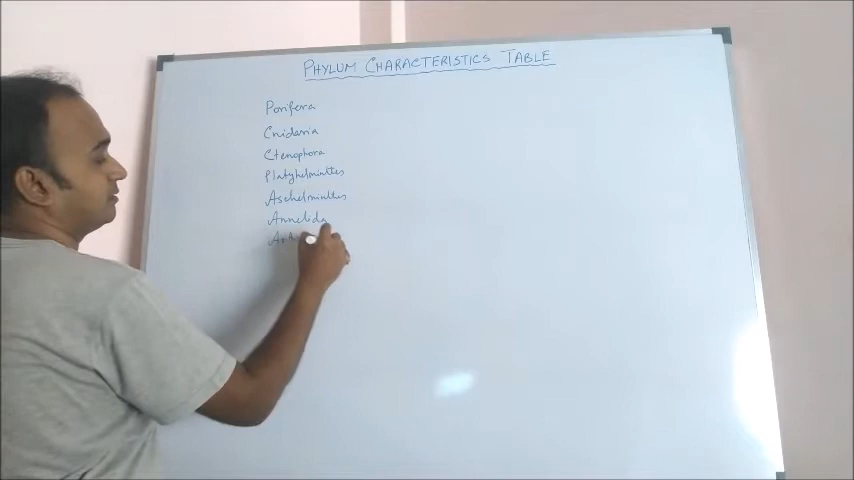 PHYLUM CHARACTERISTICS TABLE
Porifera
Cnidaria
Ctenophora
Platyhelminthes
Aschelminthes
Annelida